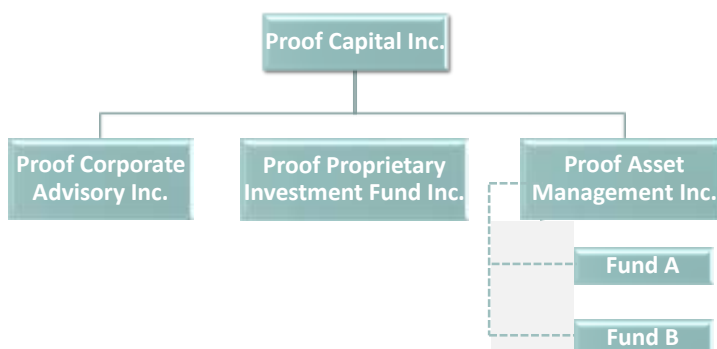 Proof Capital Inc.
Proof Corporate
Advisory Inc.
Proof Proprietary
Investment Fund Inc.
Proof Asset
Management Inc.
Fund A
Fund B